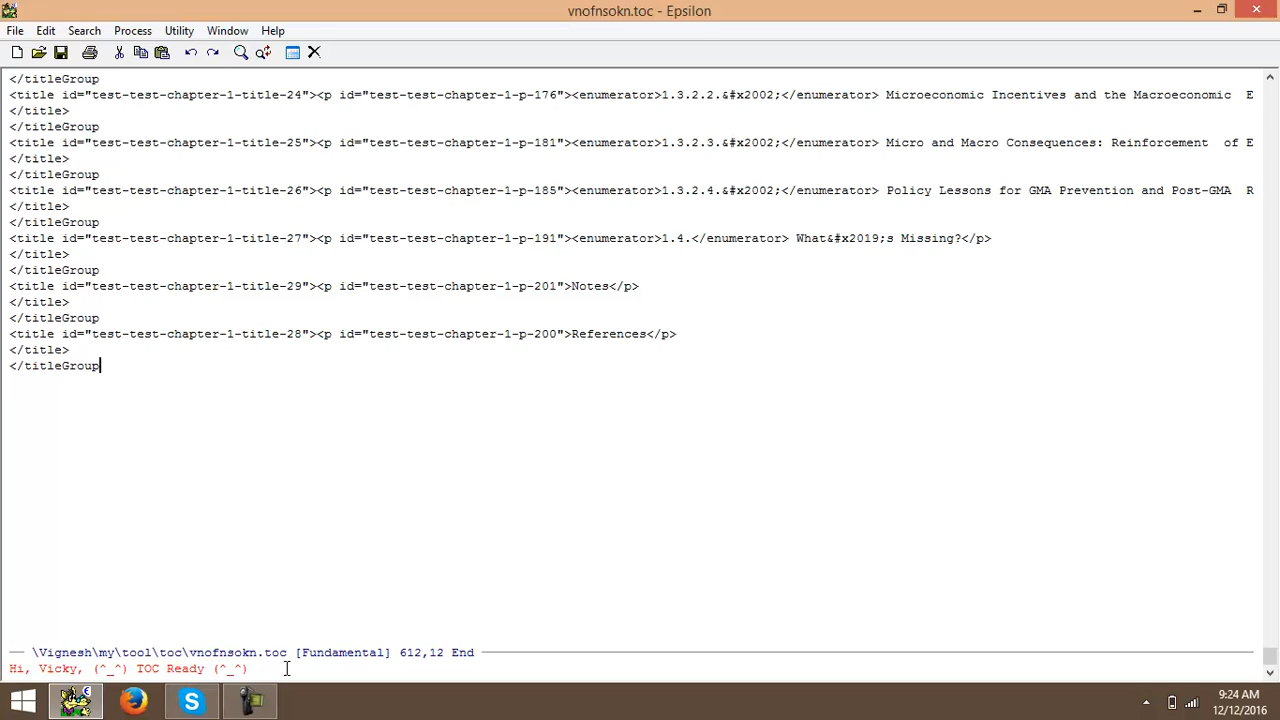 vnofnsokn.toc - Epsilon
File Edit Search Process Utility Window Help
</titleGroup
<title id="test-test-chapter-1-title-24"><p id="test-test-chapter-1-p-176"><enumerator>1.3.2.2.&#x2002;</enumerator> Microeconomic Incentives and the Macroeconomic  E
</title>
</titleGroup
<title id="test-test-chapter-1-title-25"><p id="test-test-chapter-1-p-181"><enumerator>1.3.2.3.&#x2002;</enumerator> Micro and Macro Consequences: Reinforcement  of E
</title>
</titleGroup
<title id="test-test-chapter-1-title-26"><p id="test-test-chapter-1-p-185"><enumerator>1.3.2.4.&#x2002;</enumerator> Policy Lessons for GMA Prevention and Post-GMA  R
</title>
</titleGroup
<title id="test-test-chapter-1-title-27"><p id="test-test-chapter-1-p-191"><enumerator>1.4.</enumerator> What&#x2019;s Missing?</p>
</title>
</titleGroup
<title id="test-test-chapter-1-title-29"><p id="test-test-chapter-1-p-201">Notes</p>
</title>
</titleGroup
<title id="test-test-chapter-1-title-28"><p id="test-test-chapter-1-p-200">References</p>
</title>
</titleGroup
\Vignesh\my\tool\toc\vnofnsokn.toc [Fundamental] 612,12 End
Hi, Vicky, (^_^) TOC Ready (^_^)
9:24 AM
12/12/2016